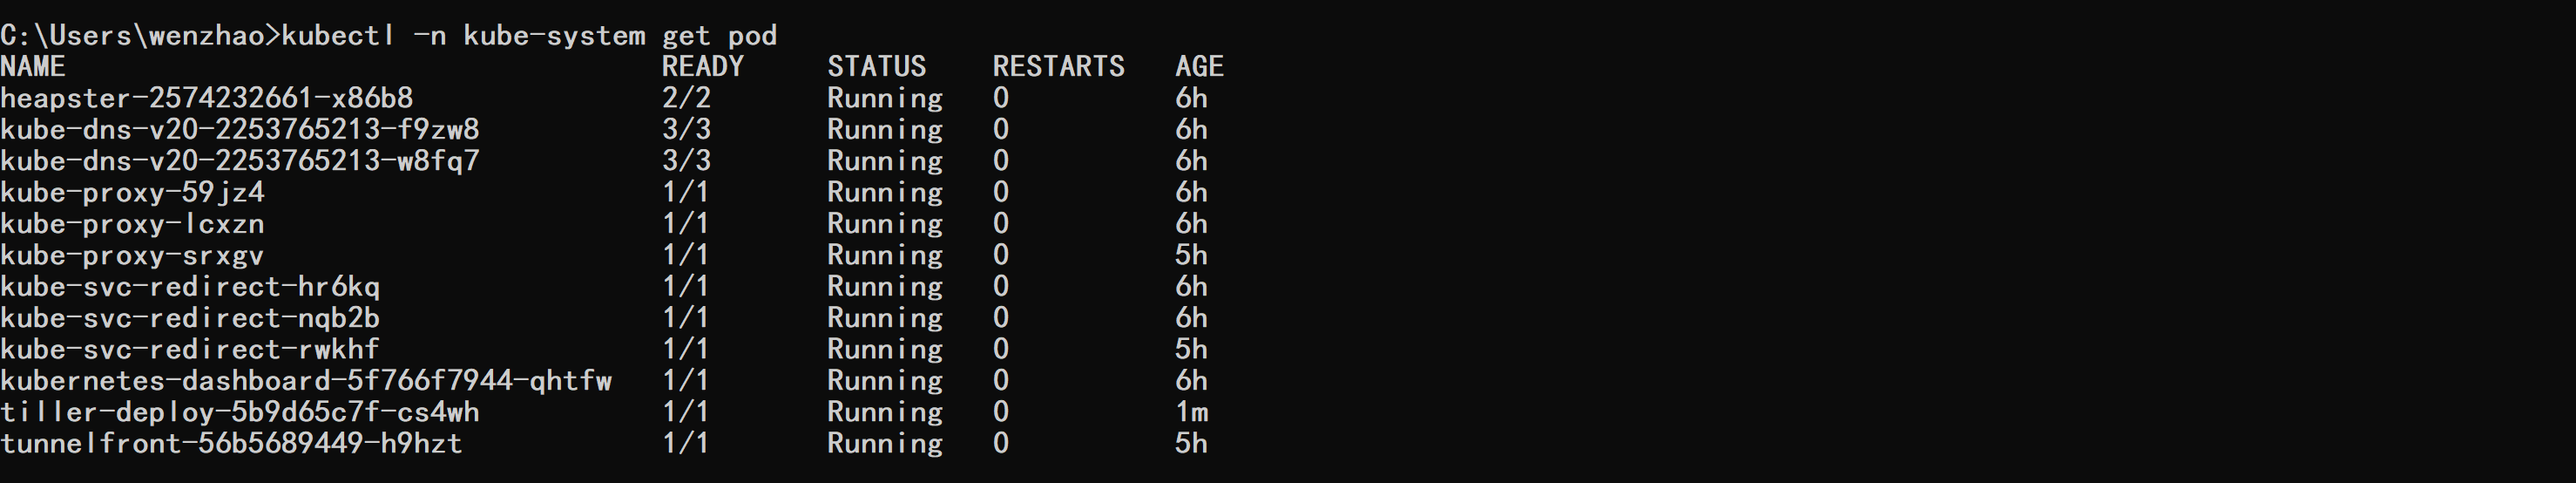 C:\Users\wenzhao>kubectl -n kube-system get pod
NAME                                    READY     STATUS    RESTARTS   AGE
heapster-2574232661-x86b8               2/2       Running   0          6h
kube-dns-v20-2253765213-f9zw8           3/3       Running   0          6h
kube-dns-v20-2253765213-w8fq7           3/3       Running   0          6h
kube-proxy-59jz4                        1/1       Running   0          6h
kube-proxy-lcxzn                        1/1       Running   0          6h
kube-proxy-srxgv                        1/1       Running   0          5h
kube-svc-redirect-hr6kq                 1/1       Running   0          6h
kube-svc-redirect-nqb2b                 1/1       Running   0          6h
kube-svc-redirect-rwkhf                 1/1       Running   0          5h
kubernetes-dashboard-5f766f7944-qhtfw   1/1       Running   0          6h
tiller-deploy-5b9d65c7f-cs4wh           1/1       Running   0          1m
tunnelfront-56b5689449-h9hzt            1/1       Running   0          5h